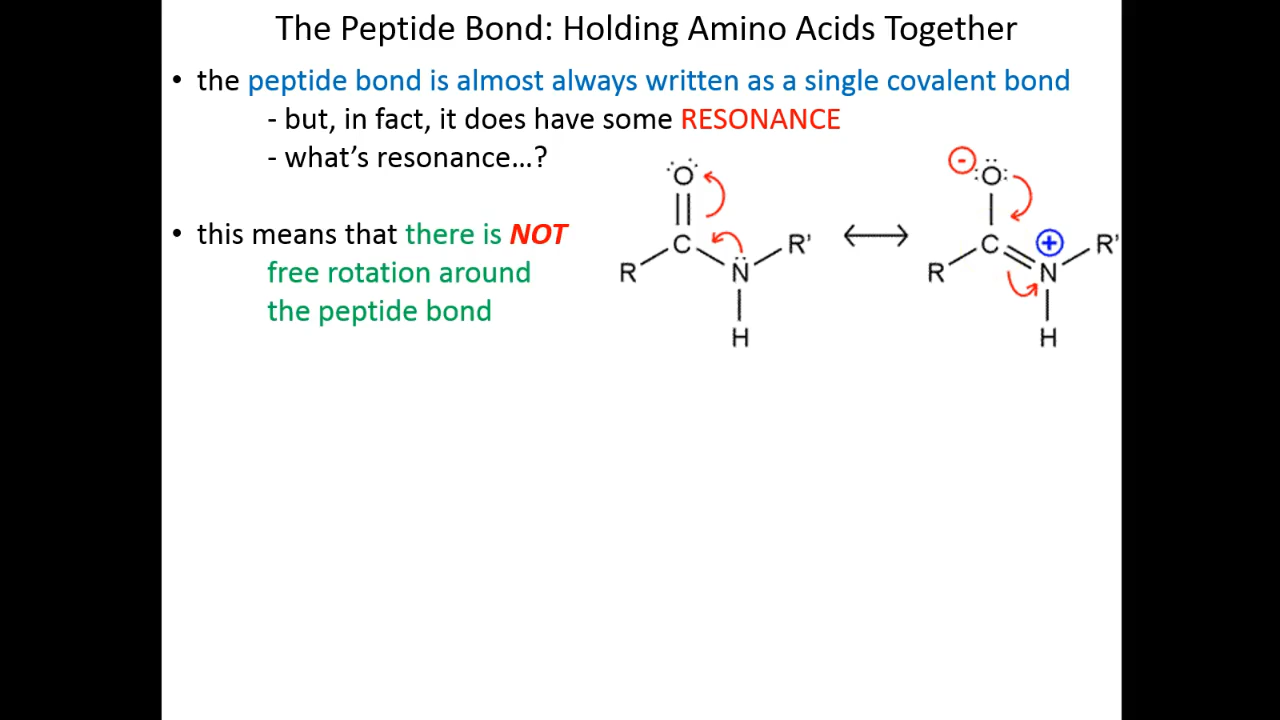 The Peptide Bond: Holding Amino Acids Together
• the peptide bond is almost always written as a single covalent bond
- but, in fact, it does have some RESONANCE
- what's resonance…?
• this means that there is NOT
free rotation around
the peptide bond
O
C
R
N
R'
H
-
O
C
+
R
N
R'
H